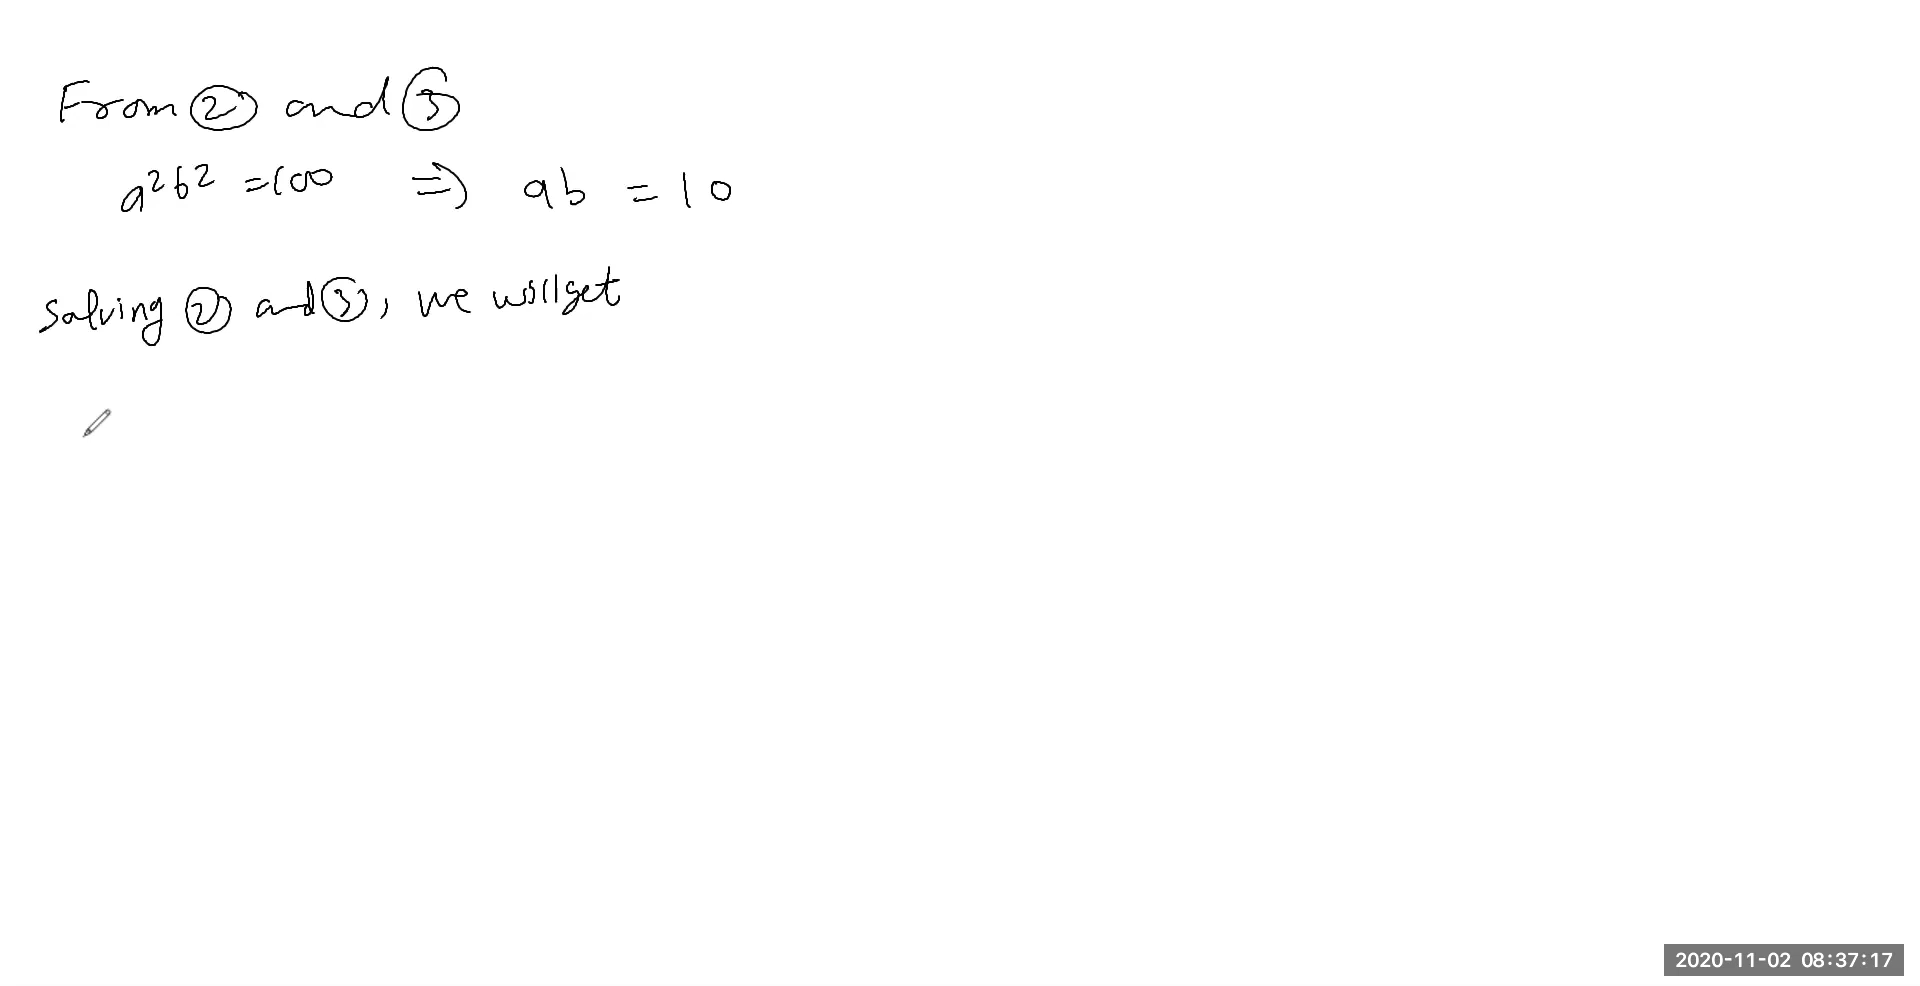 From ② and ③
a²b² = 100 ⇒ ab = 10
Solving ② and ③, we will get
2020-11-02 08:37:17